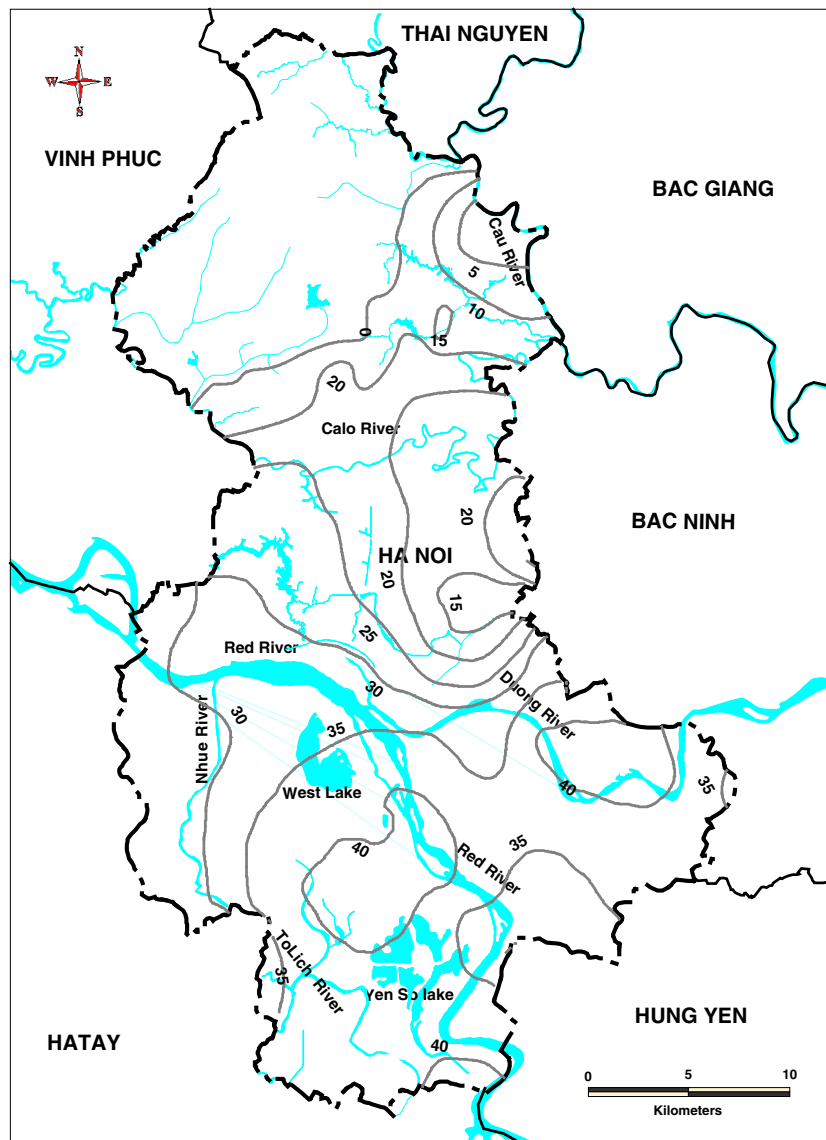 THAI NGUYEN
N
W E
S
VINH PHUC
BAC GIANG
Cau River
5
10
0
15
20
Calo River
20
BAC NINH
HA NOI
20
15
25
Red River
Duong River
30
30
Nhue River
35
35
40
West Lake
35
40
Red River
ToLich River
35
Yen So lake
HUNG YEN
HATAY
40
0 5 10
Kilometers